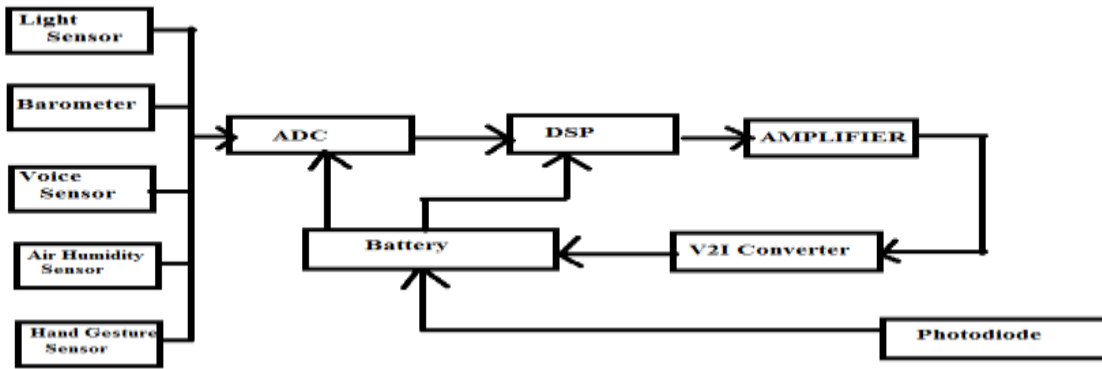 Light
Sensor
Barometer
Voice
Sensor
Air Humidity
Sensor
Hand Gesture
Sensor
ADC
DSP
AMPLIFIER
Battery
V2I Converter
Photodiode